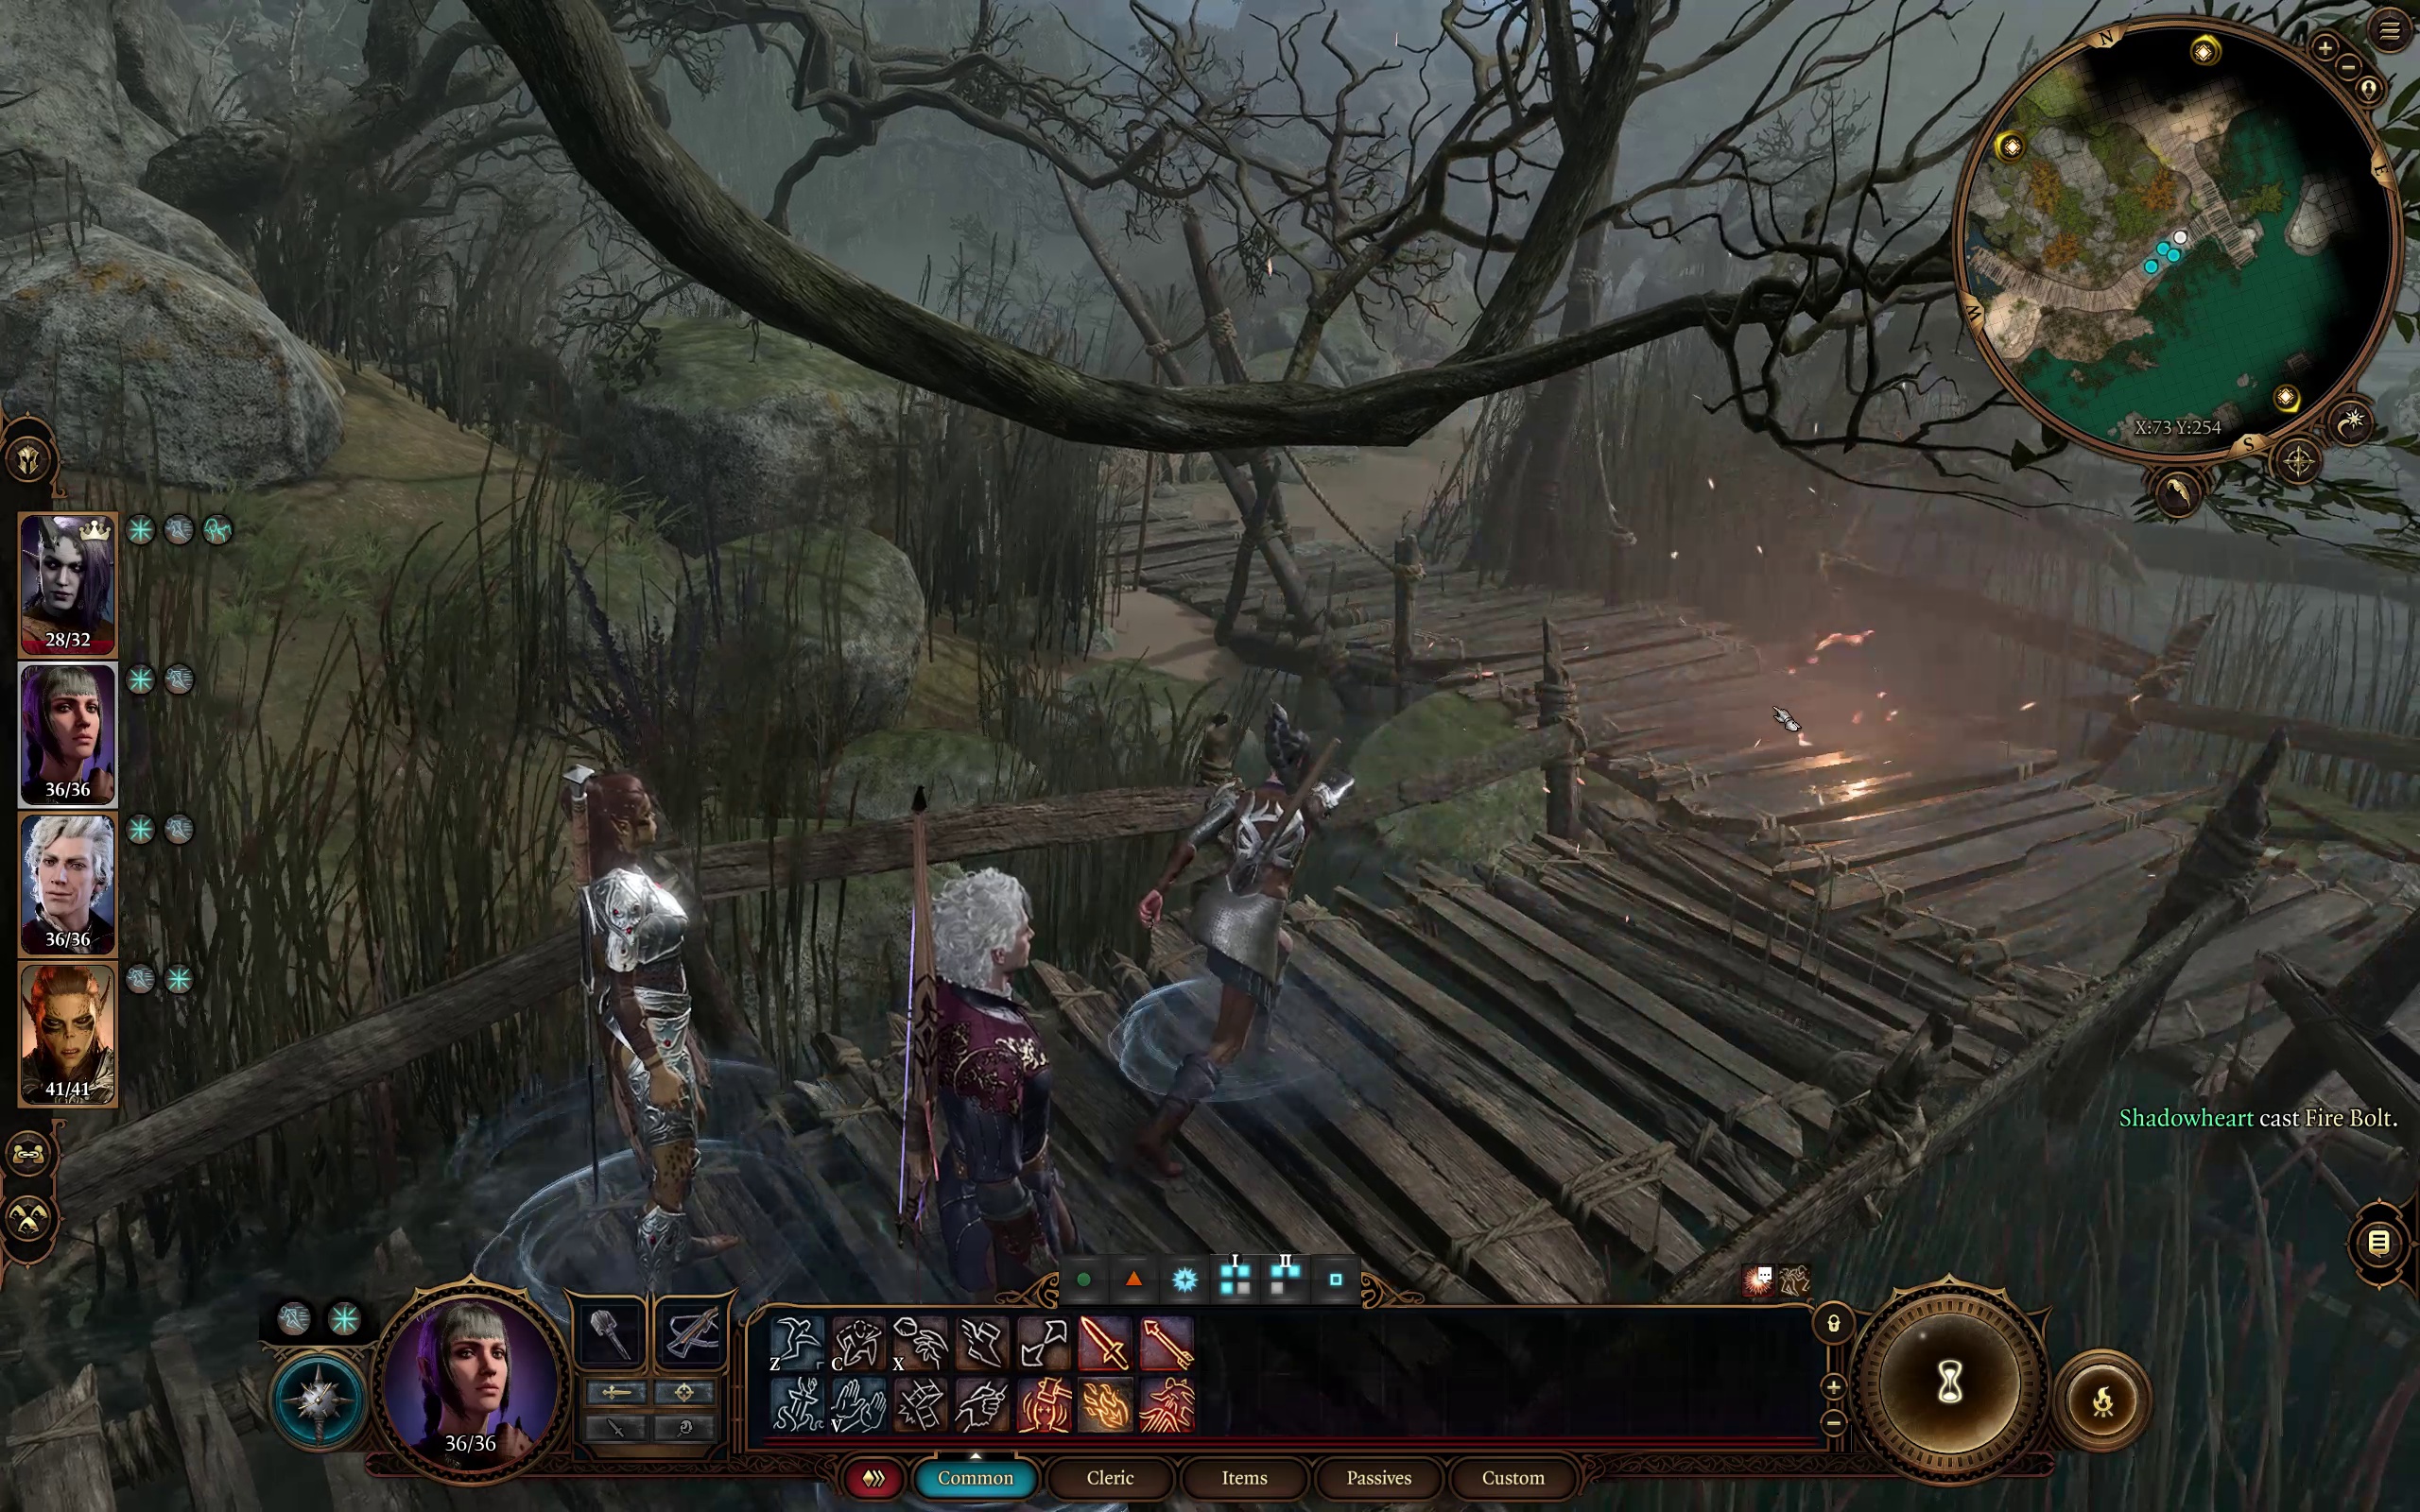 N
E
W
S
X:73 Y:254
28/32
36/36
36/36
41/41
Shadowheart cast Fire Bolt.
I
II
Z
C
X
V
36/36
Common
Cleric
Items
Passives
Custom